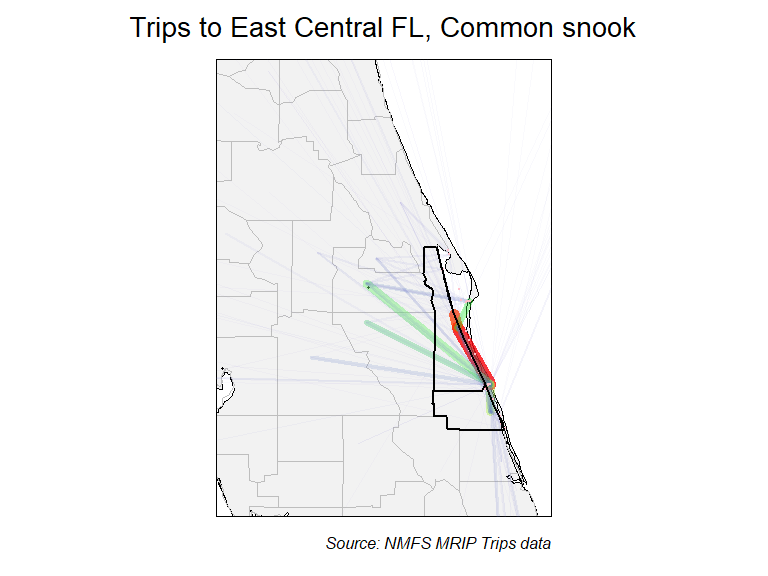 Trips to East Central FL, Common snook
Source: NMFS MRIP Trips data